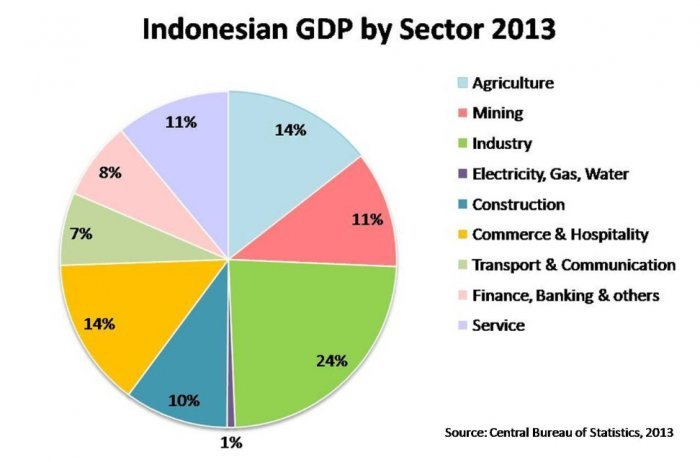 Indonesian GDP by Sector 2013
14%
11%
24%
1%
10%
14%
7%
8%
11%
Agriculture
Mining
Industry
Electricity, Gas, Water
Construction
Commerce & Hospitality
Transport & Communication
Finance, Banking & others
Service
Source: Central Bureau of Statistics, 2013